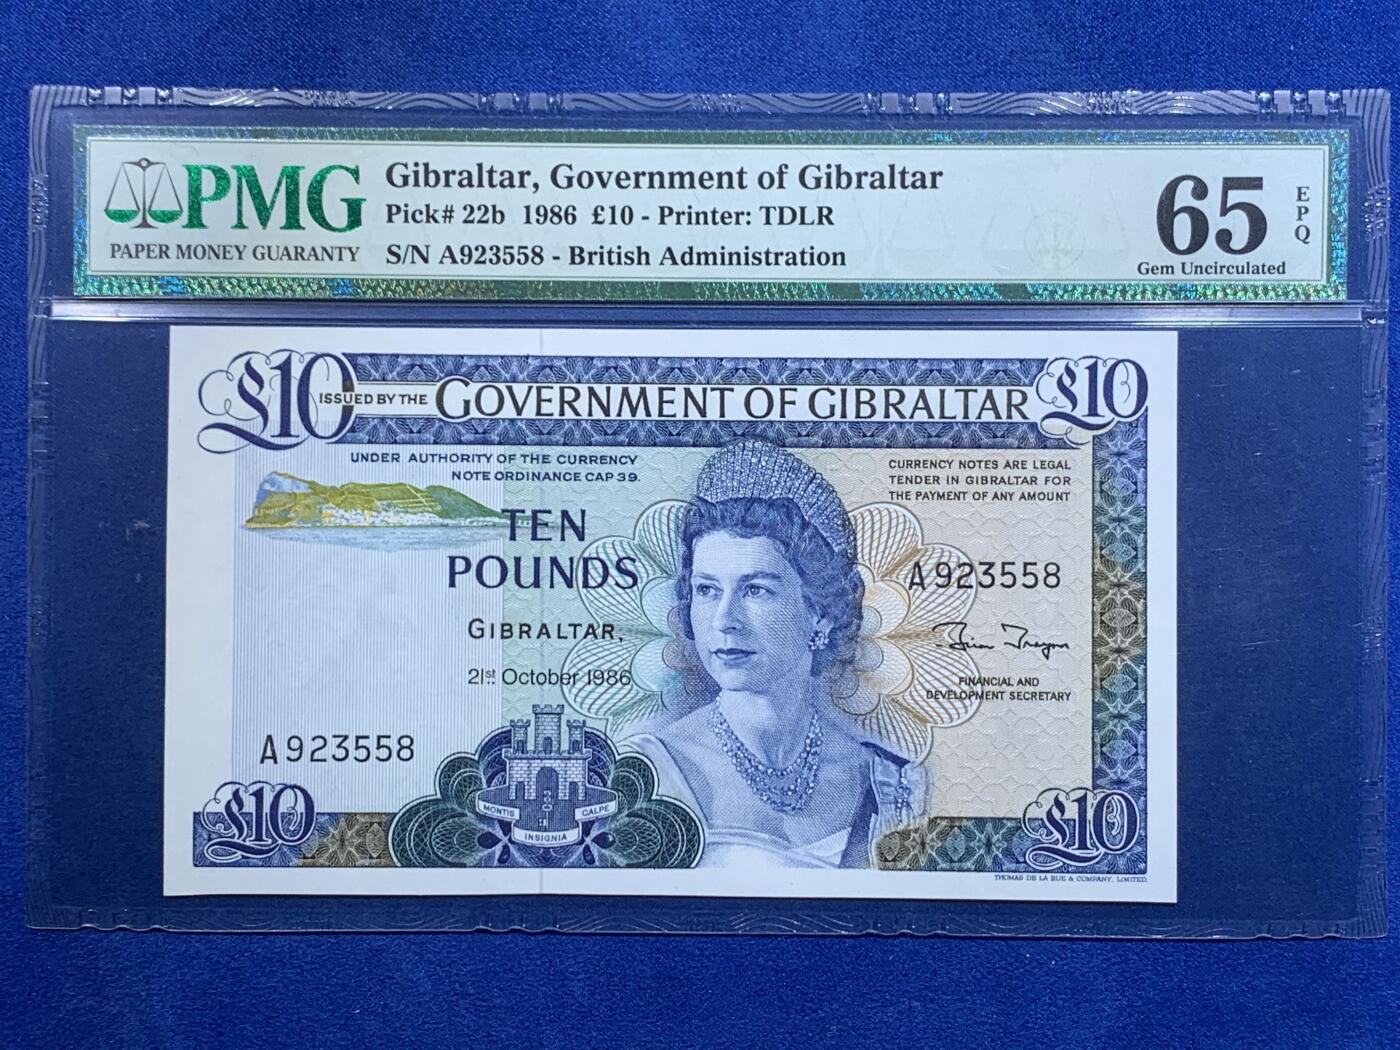 PMG
PAPER MONEY GUARANTY
Gibraltar, Government of Gibraltar
Pick# 22b 1986 £10 - Printer: TDLR
S/N A923558 - British Administration
65
EPQ
Gem Uncirculated
£10
ISSUED BY THE GOVERNMENT OF GIBRALTAR
£10
UNDER AUTHORITY OF THE CURRENCY
NOTE ORDINANCE CAP 39.
CURRENCY NOTES ARE LEGAL
TENDER IN GIBRALTAR FOR
THE PAYMENT OF ANY AMOUNT
TEN
POUNDS
A923558
GIBRALTAR,
21st October 1986
Brian Traynor
FINANCIAL AND
DEVELOPMENT SECRETARY
A923558
£10
MONTIS
INSIGNIA
CALPE
£10
THOMAS DE LA RUE & COMPANY, LIMITED.